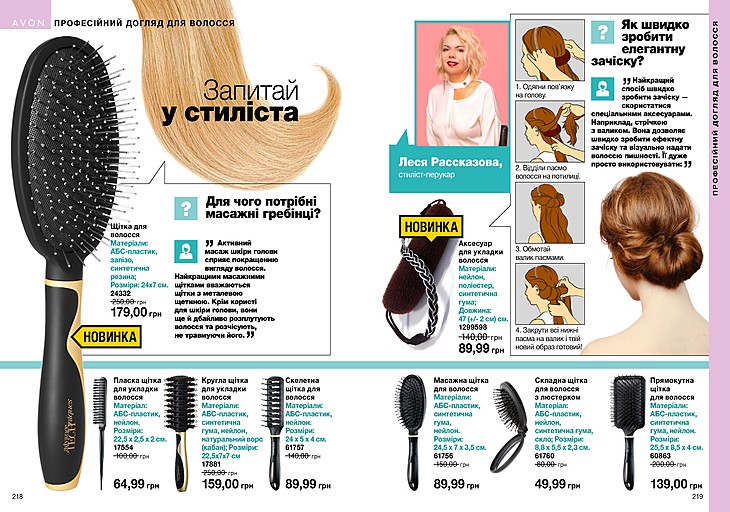 AVON
ПРОФЕСІЙНИЙ ДОГЛЯД ДЛЯ ВОЛОССЯ
Запитай
у стиліста
?
Для чого потрібні
масажні гребінці?
Активний
масаж шкіри голови
сприяє покращенню
вигляду волосся.
Найкращими масажними
щітками вважаються
щітки з металевою
щетиною. Крім користі
для шкіри голови, вони
ще й дбайливо розплутують
волосся та розчісують,
не травмуючи його.
Щітка для
волосся
Матеріали:
АБС-пластик,
залізо,
синтетична
резина;
Розміри: 24х7 см.
24332
250,00 грн
179,00 грн
НОВИНКА
Пласка щітка
для укладки
волосся
Матеріал:
АБС-пластик,
нейлон.
Розміри:
22,5 х 2,5 х 2 см.
17554
100,00 грн
64,99 грн
Кругла щітка
для укладки
волосся
Матеріали:
АБС-пластик,
синтетична
гума, нейлон,
натуральний ворс
(кабан); Розміри:
22,5х7х7 см
17881
250,00 грн
159,00 грн
Скелетна
щітка для
волосся
Матеріали:
АБС-пластик,
нейлон.
Розміри:
24 х 5 х 4 см.
61757
140,00 грн
89,99 грн
218
Леся Рассказова,
стиліст-перукар
НОВИНКА
Аксесуар
для укладки
волосся
Матеріали:
нейлон,
поліестер,
синтетична
гума;
Довжина:
47 (+/- 2 см) см.
1299598
140,00 грн
89,99 грн
1. Одягни пов'язку
на голову.
2. Відділи пасмо
волосся на потилиці.
3. Обмотай
валик пасмами.
4. Закрути всі нижні
пасма на валик і твій
новий образ готовий!
?
Як швидко
зробити
елегантну
зачіску?
Найкращий
спосіб швидко
зробити зачіску —
скористатися
спеціальними аксесуарами.
Наприклад, стрічкою
з валиком. Вона дозволяє
швидко зробити ефектну
зачіску та візуально надати
волоссю пишності. Її дуже
просто використовувати:
ПРОФЕСІЙНИЙ ДОГЛЯД ДЛЯ ВОЛОССЯ
Масажна щітка
для волосся
Матеріали:
АБС-пластик,
синтетична
гума,
нейлон.
Розміри:
24,5 х 7 х 3,5 см.
61756
150,00 грн
89,99 грн
Складна щітка
для волосся
з люстерком
Матеріали:
АБС-пластик,
нейлон,
синтетична гума,
скло; Розміри:
8,8 х 5,5 х 2,3 см.
61760
80,00 грн
49,99 грн
Прямокутна
щітка
для волосся
Матеріали:
АБС-пластик,
синтетична
гума, нейлон.
Розміри:
25,5 х 8,5 х 4 см.
60863
200,00 грн
139,00 грн
219